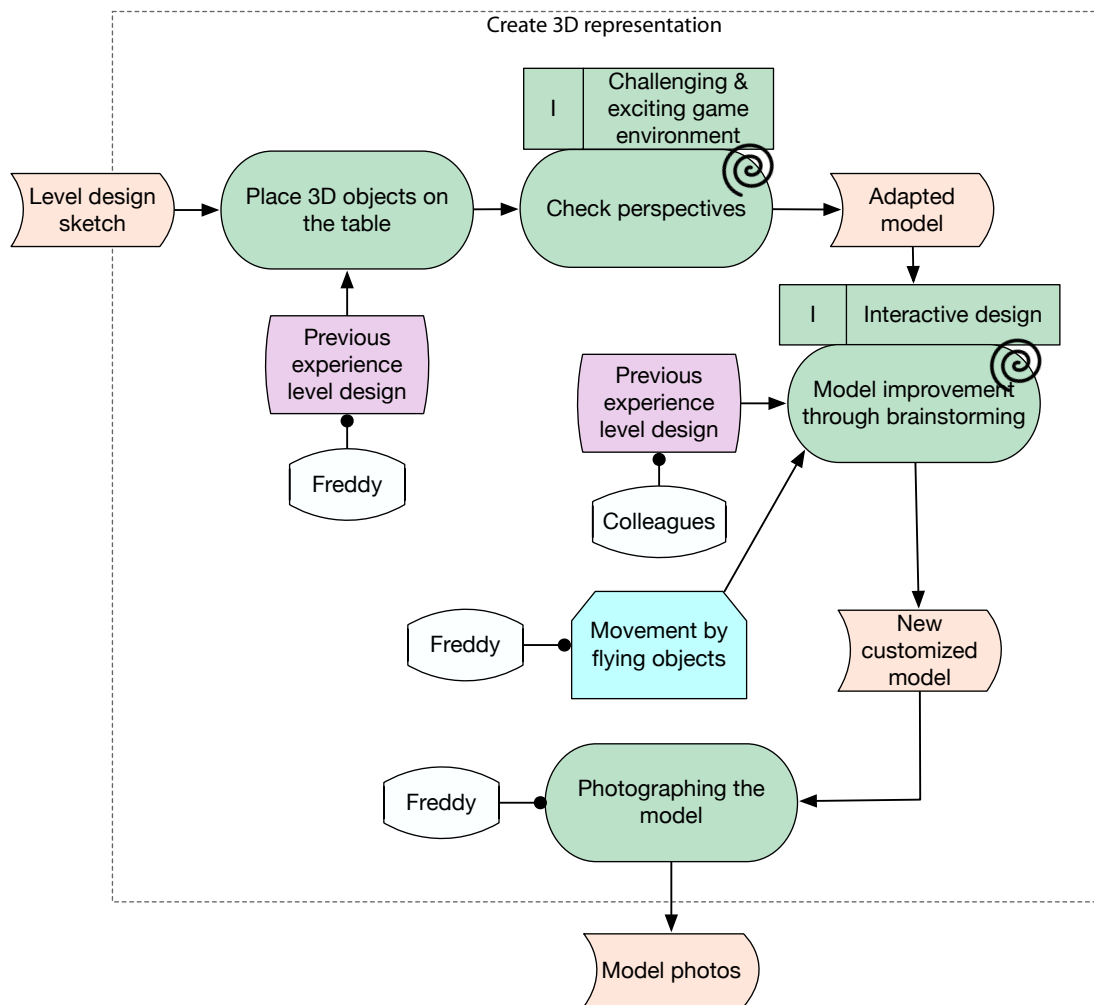 Create 3D representation
I
Challenging &
exciting game
environment
Level design
sketch
Place 3D objects on
the table
Check perspectives
Adapted
model
I
Interactive design
Previous
experience
level design
Previous
experience
level design
Model improvement
through brainstorming
Freddy
Colleagues
Freddy
Movement by
flying objects
New
customized
model
Freddy
Photographing the
model
Model photos